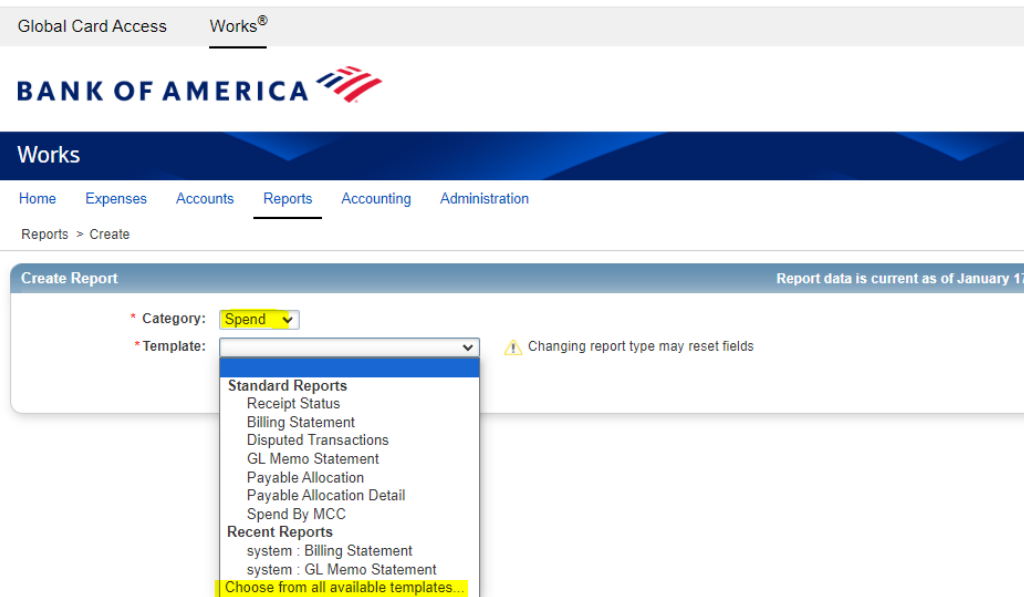 Global Card Access Works®
BANK OF AMERICA
Works
Home Expenses Accounts Reports Accounting Administration
Reports > Create
Create Report Report data is current as of January 17
* Category: Spend
* Template: Changing report type may reset fields
Standard Reports
Receipt Status
Billing Statement
Disputed Transactions
GL Memo Statement
Payable Allocation
Payable Allocation Detail
Spend By MCC
Recent Reports
system : Billing Statement
system : GL Memo Statement
Choose from all available templates...